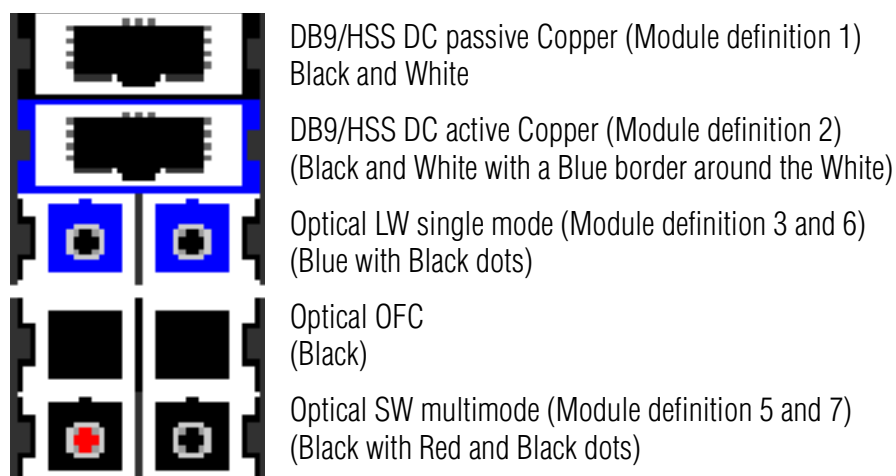 DB9/HSS DC passive Copper (Module definition 1)
Black and White
DB9/HSS DC active Copper (Module definition 2)
(Black and White with a Blue border around the White)
Optical LW single mode (Module definition 3 and 6)
(Blue with Black dots)
Optical OFC
(Black)
Optical SW multimode (Module definition 5 and 7)
(Black with Red and Black dots)